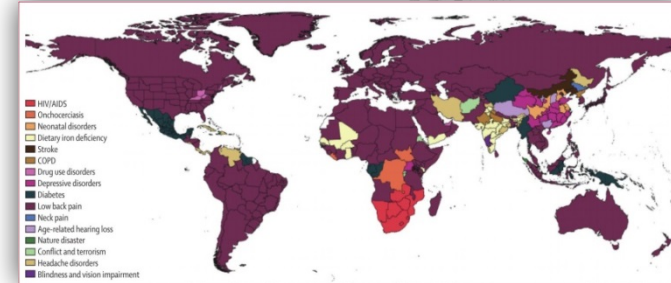 HIV/AIDS
Onchocerciasis
Neonatal disorders
Dietary iron deficiency
Stroke
COPD
Drug use disorders
Depressive disorders
Diabetes
Low back pain
Neck pain
Age-related hearing loss
Nature disaster
Conflict and terrorism
Headache disorders
Blindness and vision impairment